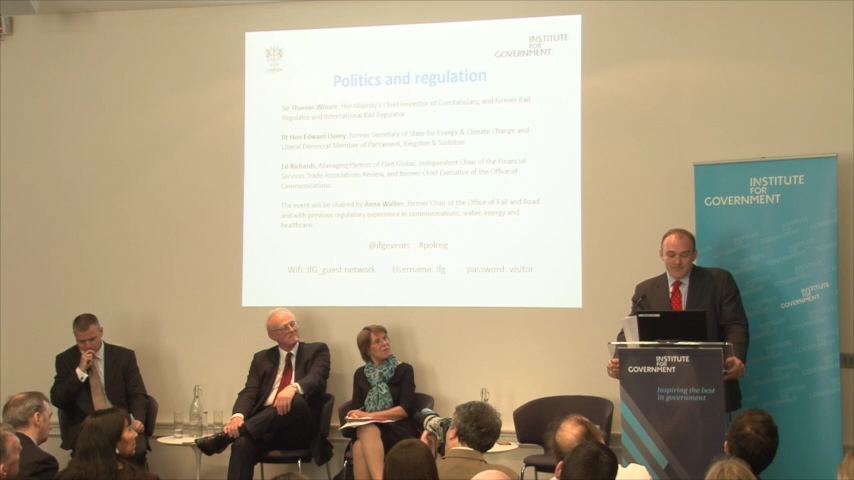 INSTITUTE
FOR
GOVERNMENT
Politics and regulation
Sir Thomas Winsor, Her Majesty's Chief Inspector of Constabulary, and former Rail
Regulator and International Rail Regulator
Rt Hon Edward Davey, former Secretary of State for Energy & Climate Change and
Liberal Democrat Member of Parliament, Kingston & Surbiton
Ed Richards, Managing Partner of Flint Global, Independent Chair of the Financial
Services Trade Associations Review, and former Chief Executive of the Office of
Communications.
The event will be chaired by Anna Walker, former Chair of the Office of Rail and Road
and with previous regulatory experience in communications, water, energy and
healthcare.
@ifgevents #polreg
Wifi: IfG_guest network Username: ifg password: visitor
INSTITUTE
FOR
GOVERNMENT
INSTITUTE
FOR
GOVERNMENT
INSTITUTE
FOR
GOVERNMENT
Inspiring the best
in government